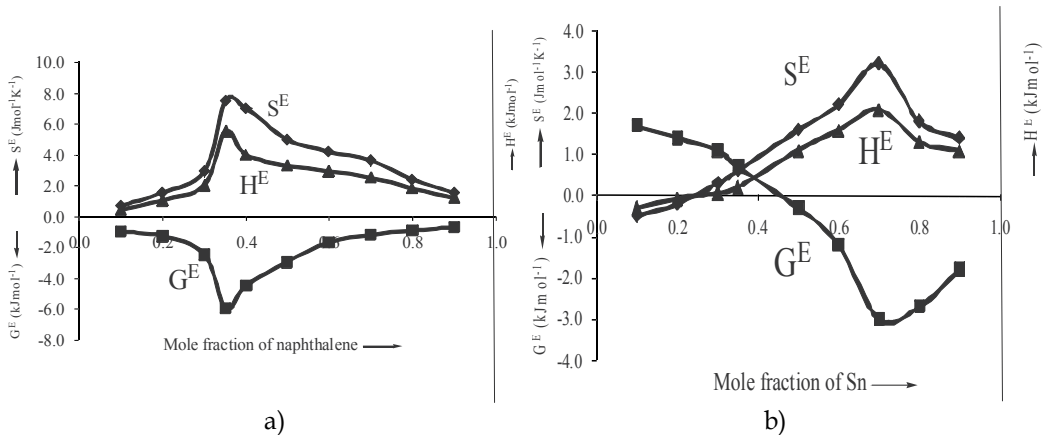 10.0
8.0
6.0
4.0
2.0
0.0
-2.0
-4.0
-6.0
-8.0
0.0 0.2 0.4 0.6 0.8 1.0
S^E (Jmol^-1K^-1)
G^E (kJmol^-1)
H^E (kJmol^-1)
S^E
H^E
G^E
Mole fraction of naphthalene
a)
4.0
3.0
2.0
1.0
0.0
-1.0
-2.0
-3.0
-4.0
0.0 0.2 0.4 0.6 0.8 1.0
S^E (Jmol^-1K^-1)
G^E (kJmol^-1)
H^E (kJmol^-1)
S^E
H^E
G^E
Mole fraction of Sn
b)